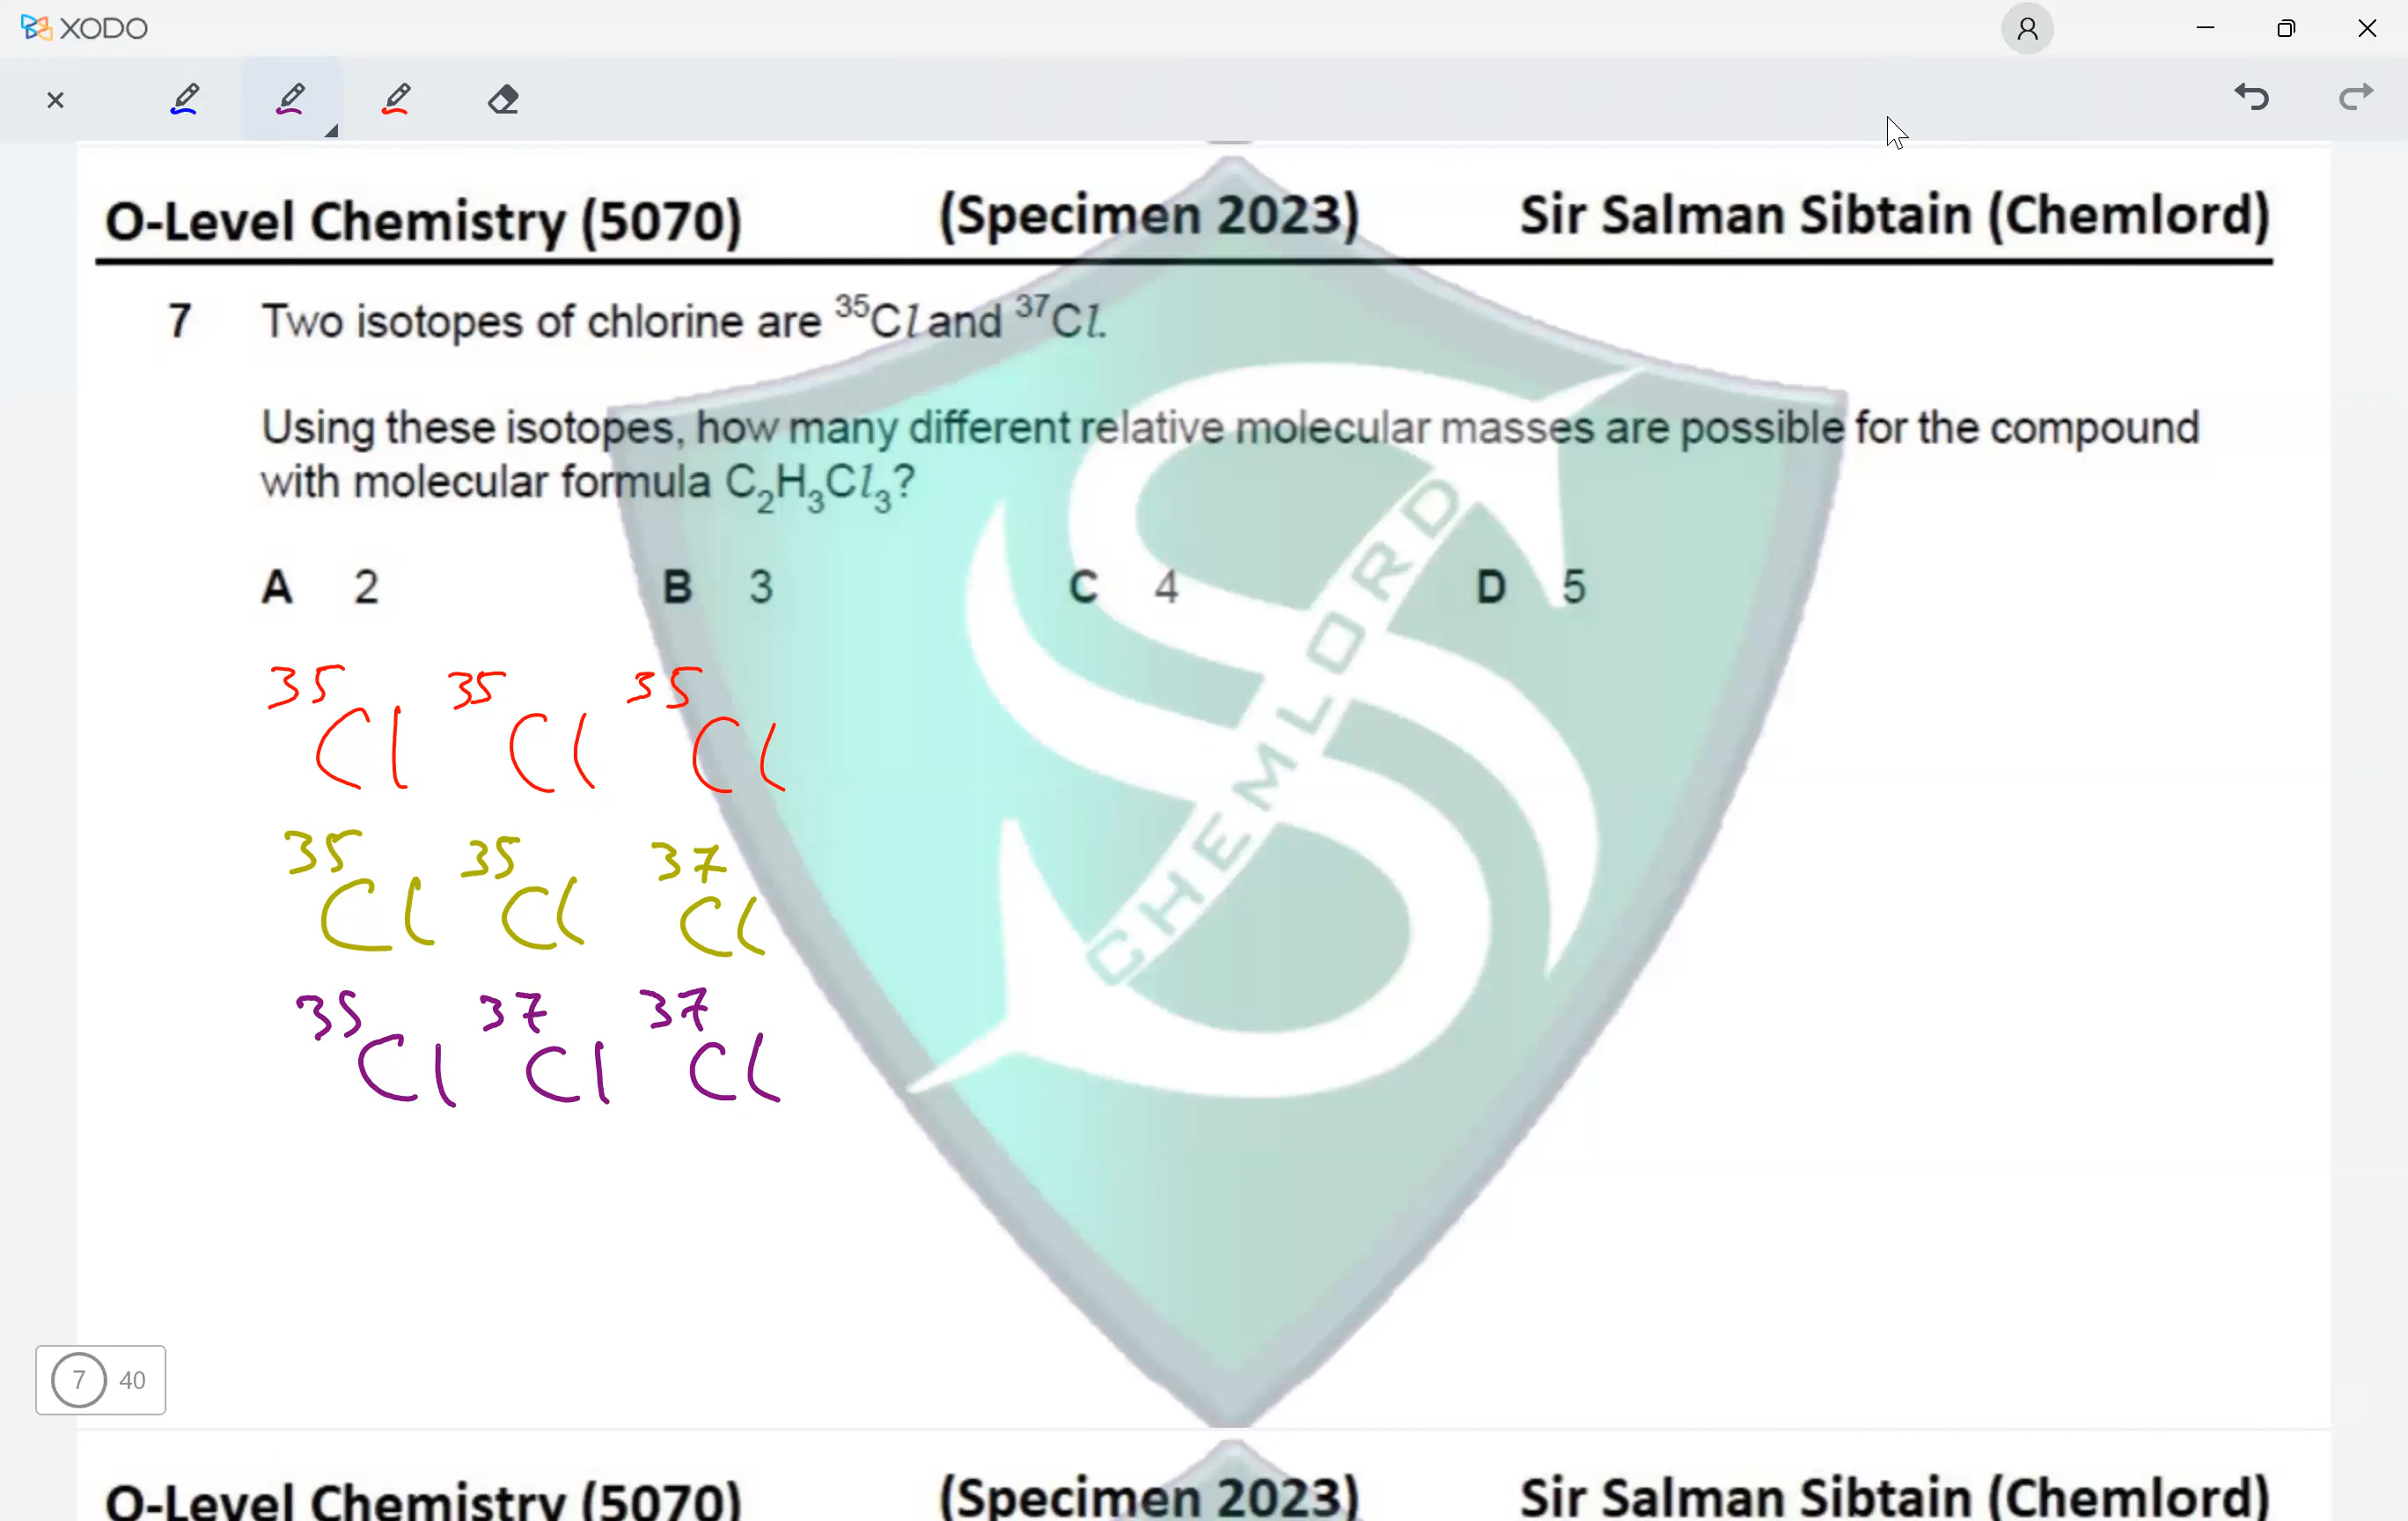 XODO
O-Level Chemistry (5070) (Specimen 2023) Sir Salman Sibtain (Chemlord)
7 Two isotopes of chlorine are ³⁵Cl and ³⁷Cl.
Using these isotopes, how many different relative molecular masses are possible for the compound
with molecular formula C₂H₃Cl₃?
A 2 B 3 C 4 D 5
³⁵Cl ³⁵Cl ³⁵Cl
³⁵Cl ³⁵Cl ³⁷Cl
³⁵Cl ³⁷Cl ³⁷Cl
CHEMLORD
7 40
O-Level Chemistry (5070) (Specimen 2023) Sir Salman Sibtain (Chemlord)